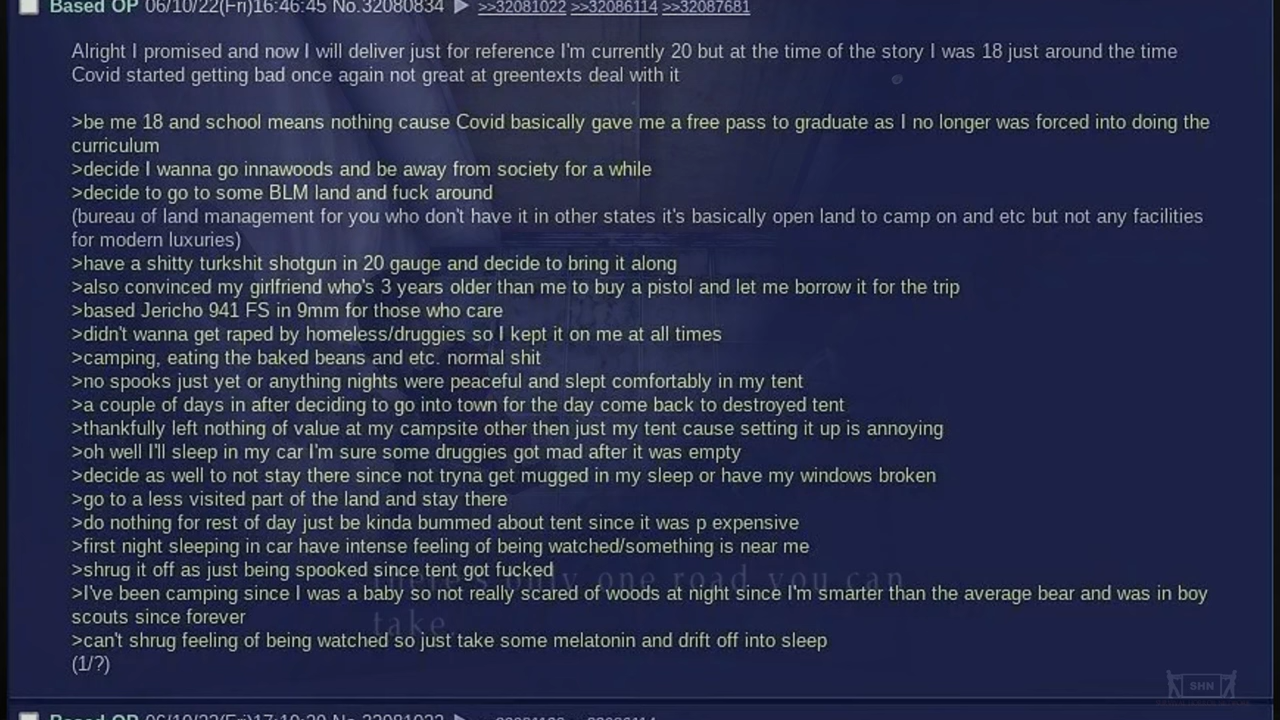 Based OP 06/10/22(Fri)16:46:45 No.32080834 ▶ >>32081022 >>32086114 >>32087681
Alright I promised and now I will deliver just for reference I'm currently 20 but at the time of the story I was 18 just around the time
Covid started getting bad once again not great at greentexts deal with it
>be me 18 and school means nothing cause Covid basically gave me a free pass to graduate as I no longer was forced into doing the
curriculum
>decide I wanna go innawoods and be away from society for a while
>decide to go to some BLM land and fuck around
(bureau of land management for you who don't have it in other states it's basically open land to camp on and etc but not any facilities
for modern luxuries)
>have a shitty turkshit shotgun in 20 gauge and decide to bring it along
>also convinced my girlfriend who's 3 years older than me to buy a pistol and let me borrow it for the trip
>based Jericho 941 FS in 9mm for those who care
>didn't wanna get raped by homeless/druggies so I kept it on me at all times
>camping, eating the baked beans and etc. normal shit
>no spooks just yet or anything nights were peaceful and slept comfortably in my tent
>a couple of days in after deciding to go into town for the day come back to destroyed tent
>thankfully left nothing of value at my campsite other then just my tent cause setting it up is annoying
>oh well I'll sleep in my car I'm sure some druggies got mad after it was empty
>decide as well to not stay there since not tryna get mugged in my sleep or have my windows broken
>go to a less visited part of the land and stay there
>do nothing for rest of day just be kinda bummed about tent since it was p expensive
>first night sleeping in car have intense feeling of being watched/something is near me
>shrug it off as just being spooked since tent got fucked
there's only one road you can
>I've been camping since I was a baby so not really scared of woods at night since I'm smarter than the average bear and was in boy
scouts since forever
take
>can't shrug feeling of being watched so just take some melatonin and drift off into sleep
(1/?)
SHN
Based OP 06/10/22(Fri)17:10:20